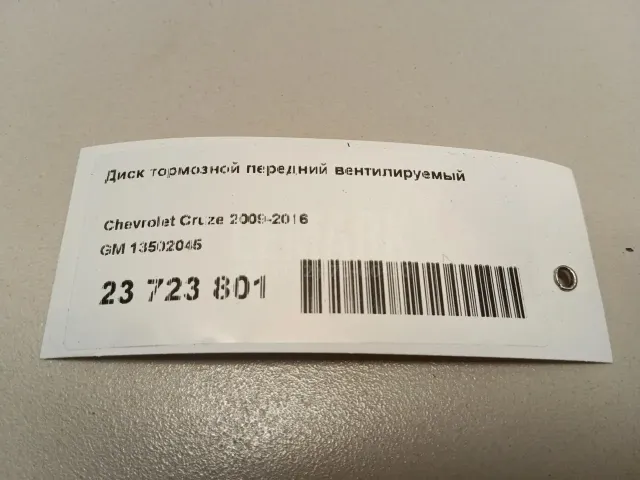 Диск тормозной передний вентилируемый
Chevrolet Cruze 2009-2016
GM 13502045
23 723 801